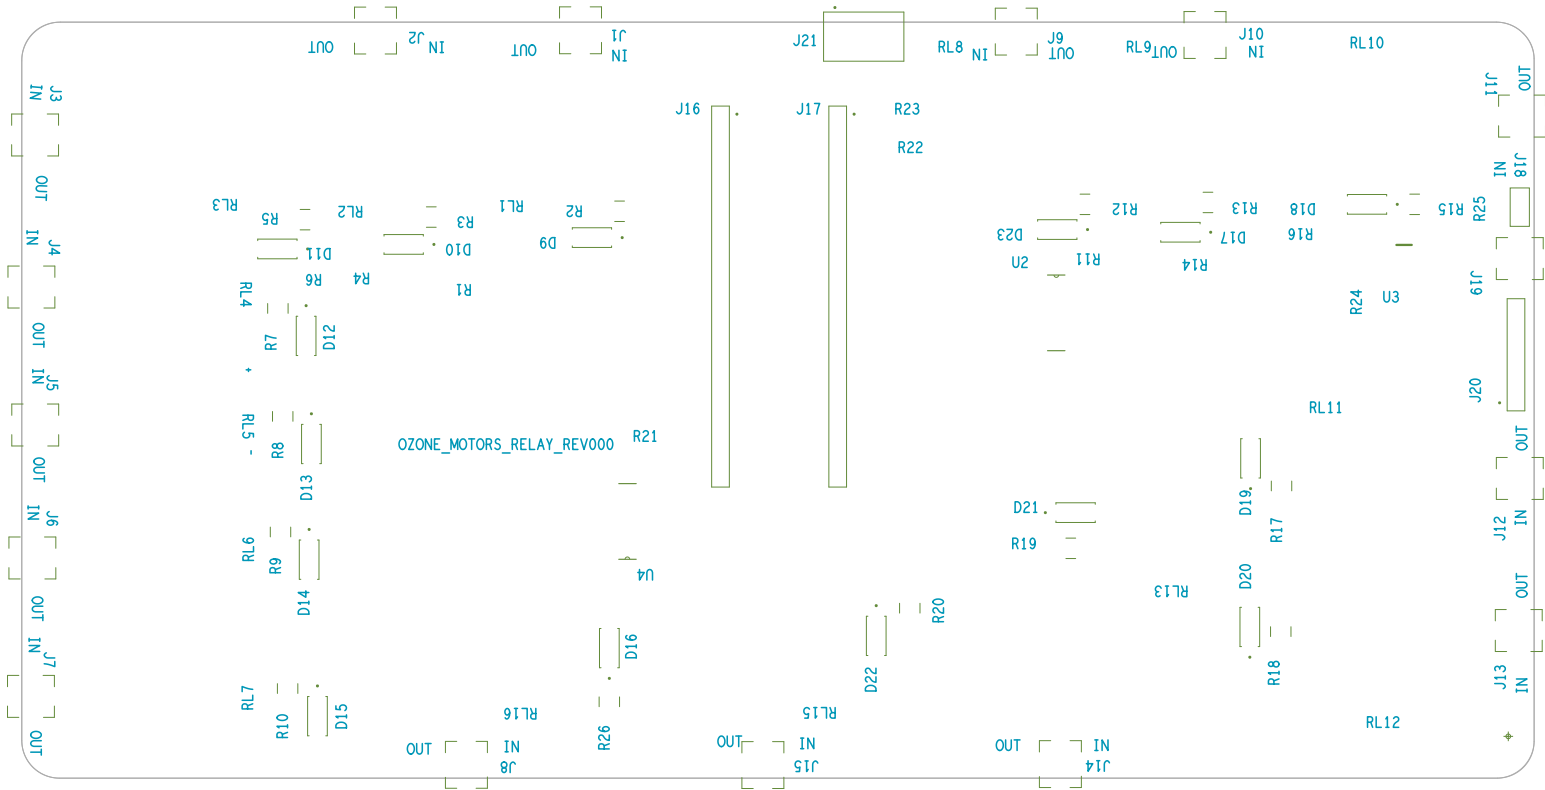 OUT
J2
IN
OUT
J1
IN
J21
RL8
IN
J9
OUT
RL9
OUT
J10
IN
RL10
J11
OUT
IN
J3
OUT
J16
J17
R23
R22
IN
J18
RL3
R5
RL2
R3
RL1
R2
R12
R13
D18
R15
R25
IN
J4
D11
D10
D9
D23
D17
R16
R6
R4
R1
U2
R11
R14
J19
RL4
R24
U3
OUT
R7
D12
+
IN
J5
J20
RL11
RL5
-
R8
OZONE_MOTORS_RELAY_REV000
R21
OUT
OUT
D13
D19
IN
J6
D21
R17
J12
IN
RL6
R9
R19
U4
D20
RL13
OUT
OUT
D14
R20
IN
J7
D16
D22
R18
J13
IN
RL7
R10
D15
RL16
RL15
RL12
OUT
R26
OUT
IN
J8
OUT
IN
J15
OUT
IN
J14